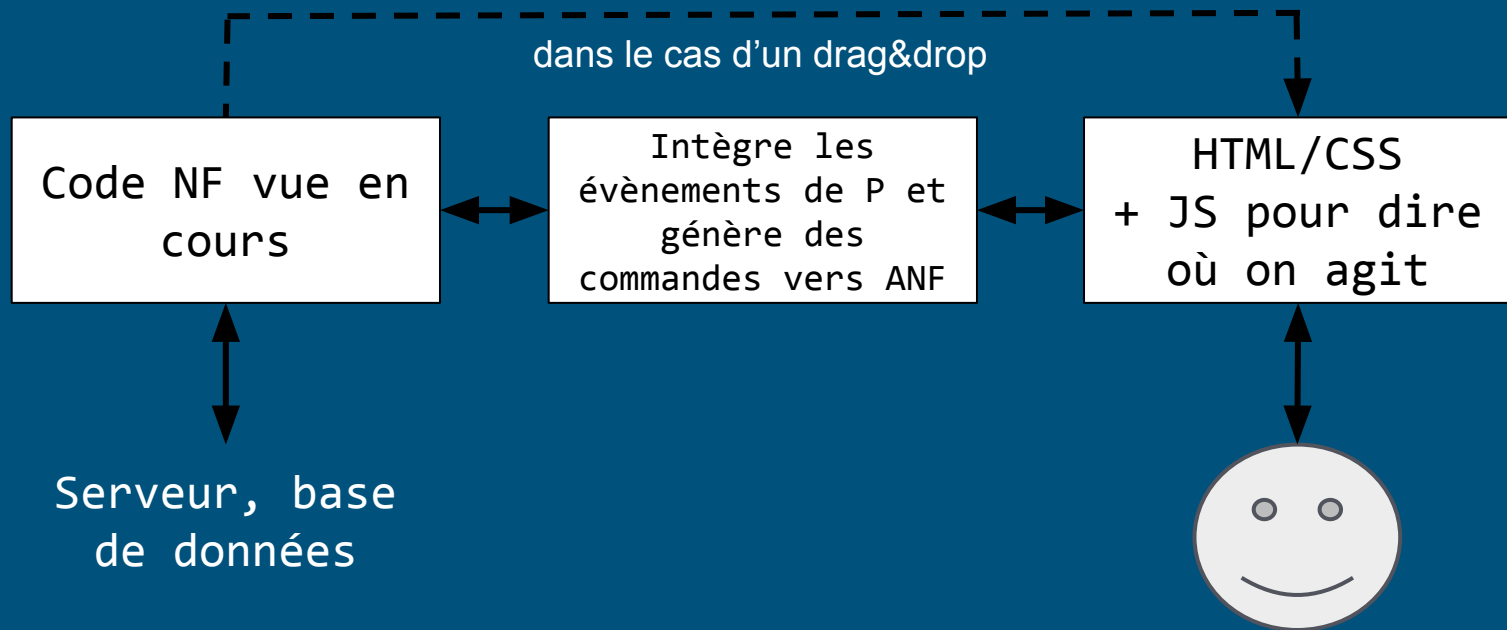 dans le cas d’un drag&drop
Code NF vue en
cours
Intègre les
évènements de P et
génère des
commandes vers ANF
HTML/CSS
+ JS pour dire
où on agit
Serveur, base
de données